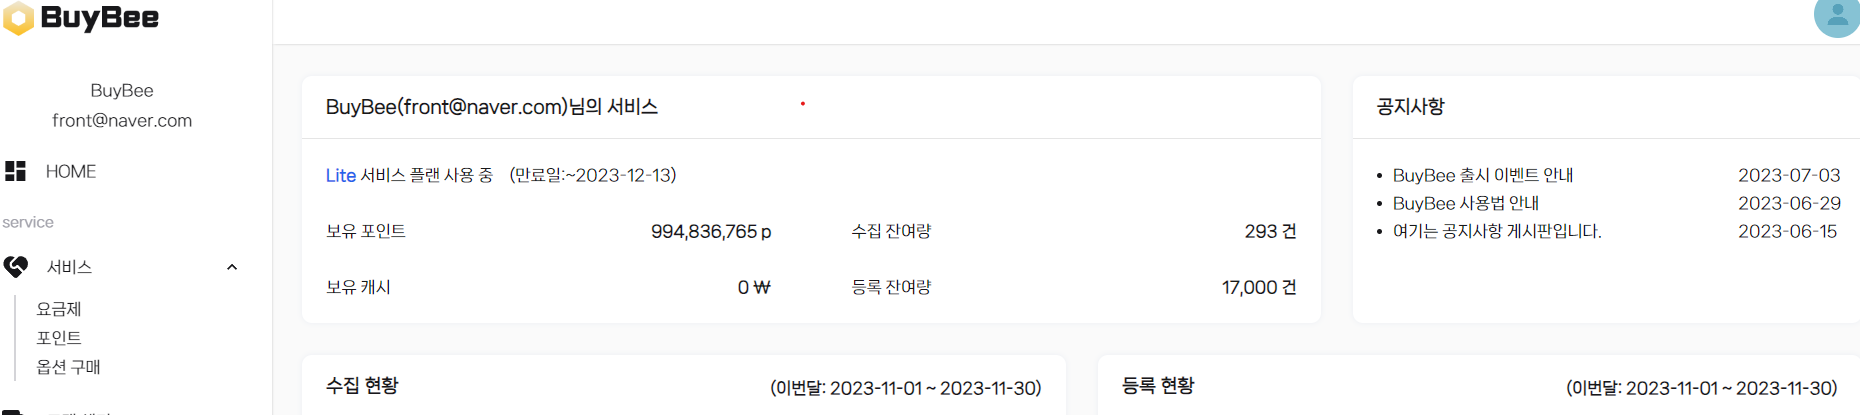 BuyBee
BuyBee
front@naver.com
HOME
service
서비스
요금제
포인트
옵션 구매
BuyBee(front@naver.com)님의 서비스
Lite 서비스 플랜 사용 중 (만료일:~2023-12-13)
보유 포인트 994,836,765 p 수집 잔여량 293 건
보유 캐시 0 ₩ 등록 잔여량 17,000 건
공지사항
• BuyBee 출시 이벤트 안내 2023-07-03
• BuyBee 사용법 안내 2023-06-29
• 여기는 공지사항 게시판입니다. 2023-06-15
수집 현황 (이번달: 2023-11-01 ~ 2023-11-30)
등록 현황 (이번달: 2023-11-01 ~ 2023-11-30)